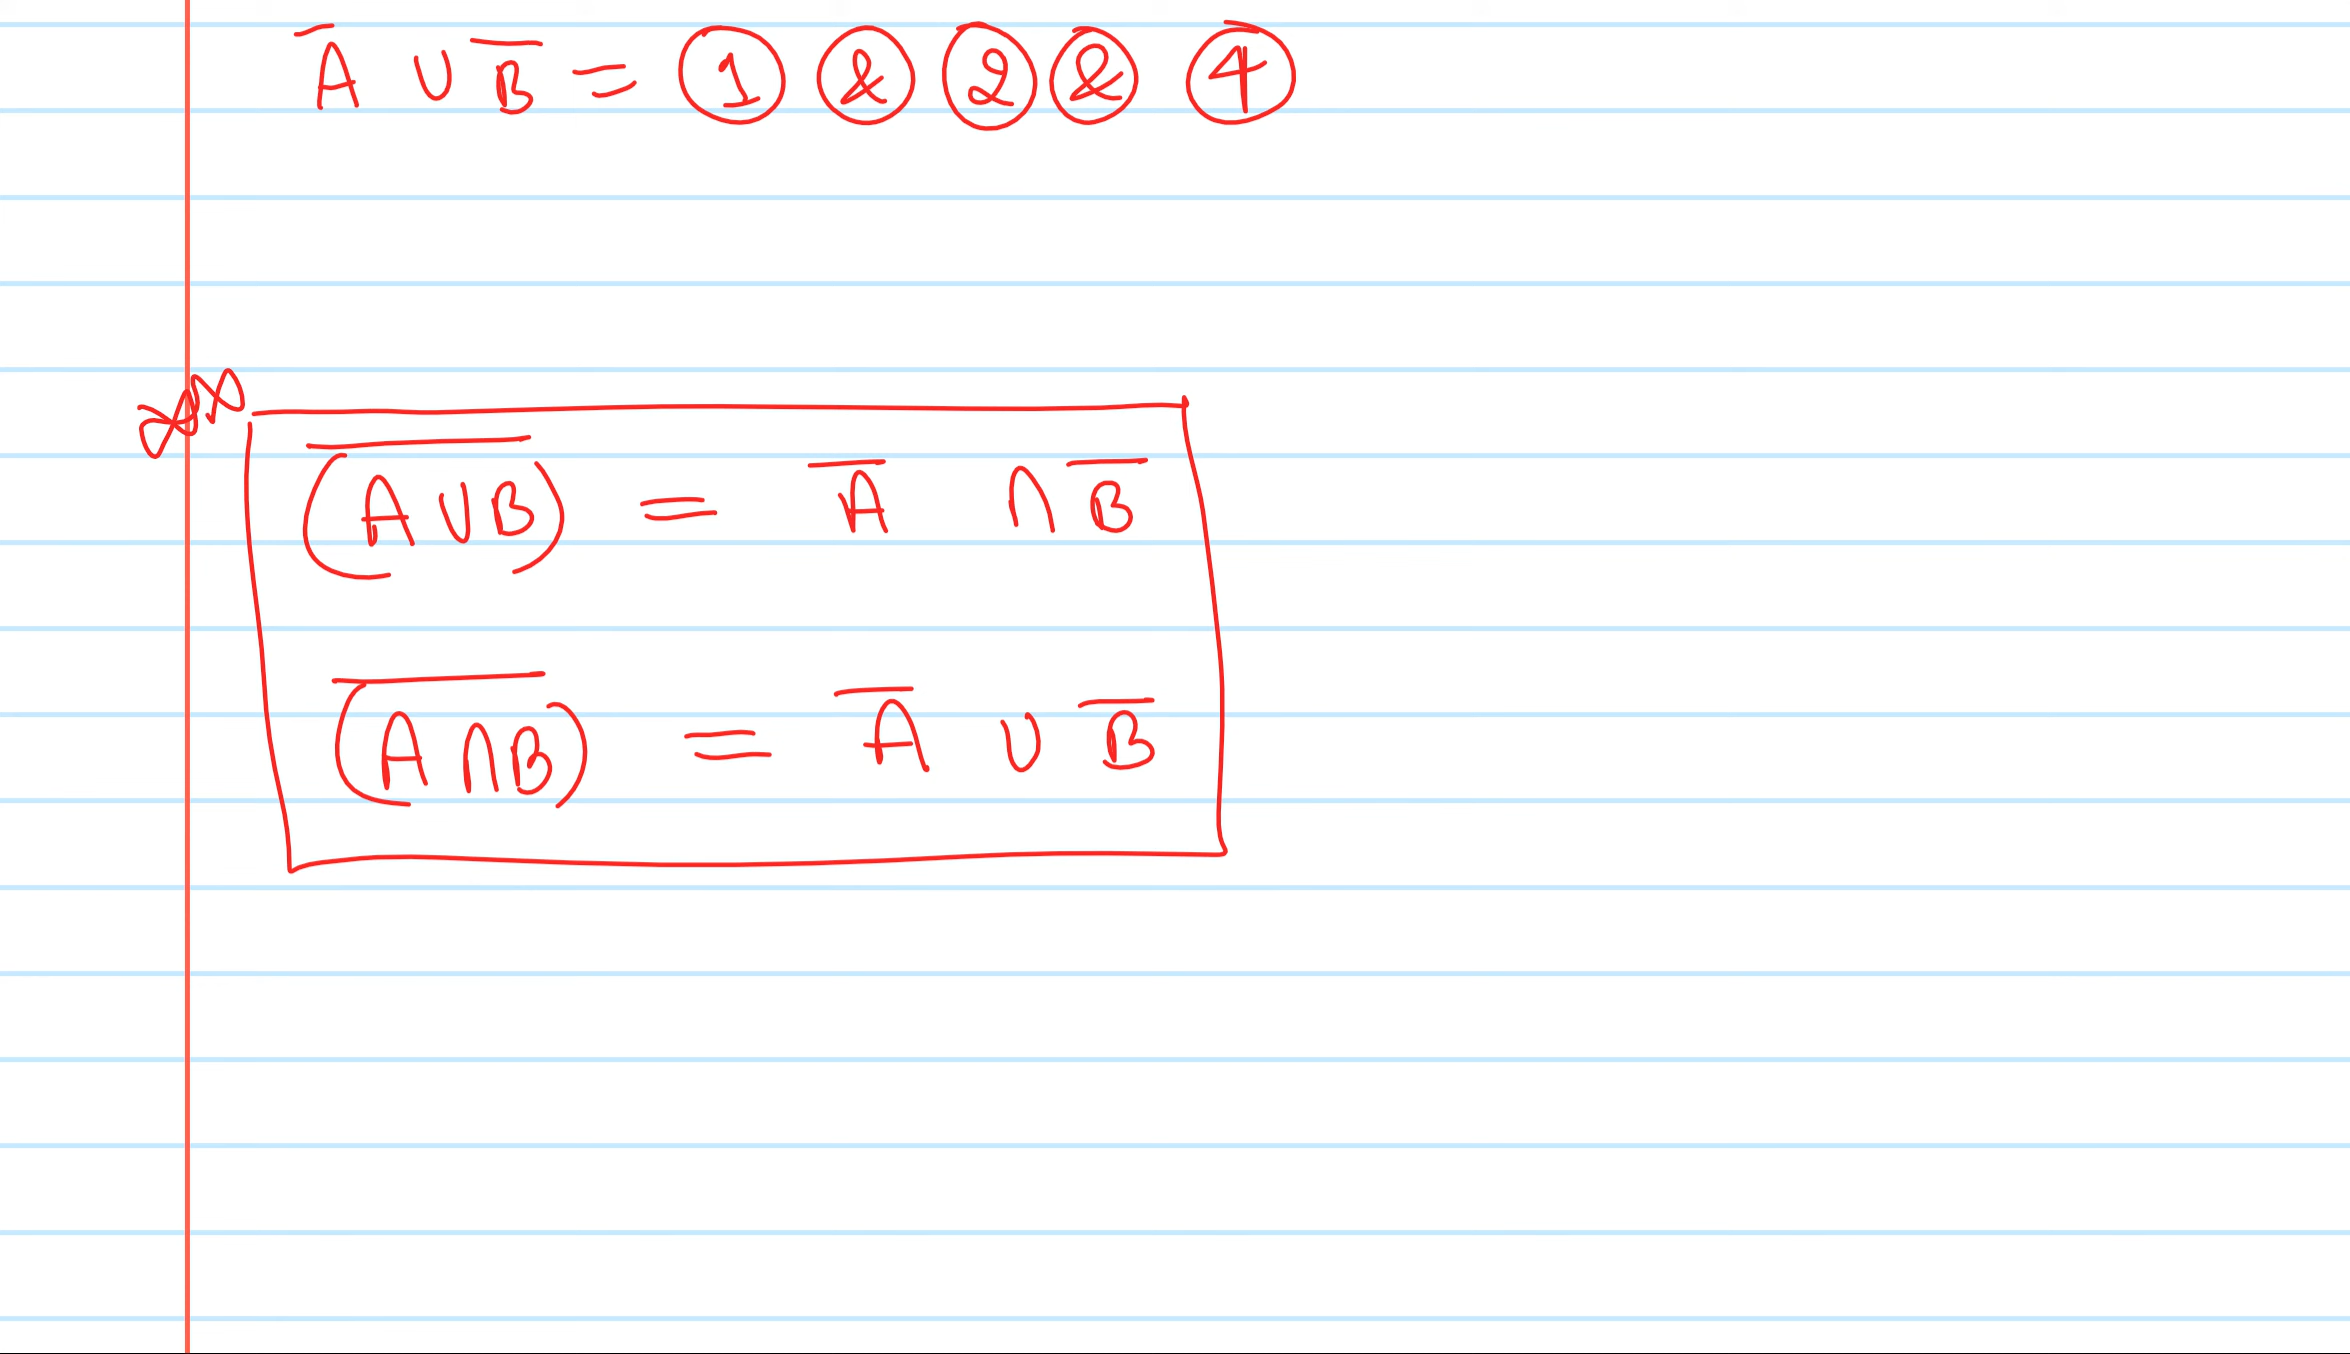 A̅ ∪ B̅ = ① & ② & ④
(A∪B)̅ = A̅ ∩ B̅
(A∩B)̅ = A̅ ∪ B̅